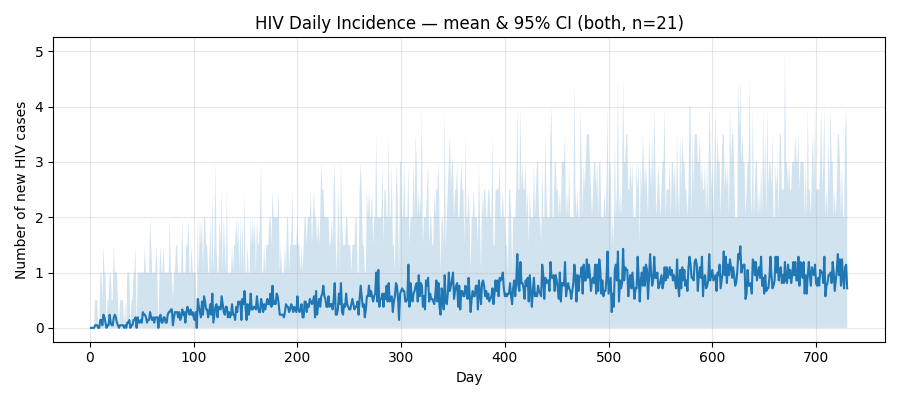 HIV Daily Incidence — mean & 95% CI (both, n=21)
Number of new HIV cases
5
4
3
2
1
0
0 100 200 300 400 500 600 700
Day